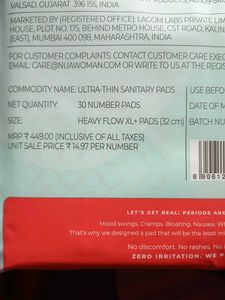 VALSAD, GUJARAT 396 155, INDIA
MARKETED BY (REGISTERED OFFICE): LAGOM LABS PRIVATE LIM
HOUSE, PLOT NO. 175, BEHIND METRO HOUSE, CST ROAD, KALIN
EAST, MUMBAI 400 098, MAHARASHTRA, INDIA
FOR CUSTOMER COMPLAINTS: CONTACT CUSTOMER CARE EXEC
EMAIL: CARE@NUAWOMAN.COM OR WRITE TO US AT THE REGIS
COMMODITY NAME: ULTRA-THIN SANITARY PADS
USE BEFO
NET QUANTITY: 30 NUMBER PADS
DATE OF M
SIZE: HEAVY FLOW XL+ PADS (32 cm)
BATCH NU
MRP ₹ 449.00 (INCLUSIVE OF ALL TAXES)
UNIT SALE PRICE ₹ 14.97 PER NUMBER
8 90612
LET'S GET REAL: PERIODS ARE
Mood swings. Cramps. Bloating. Nausea. Wh
That's why we designed a pad that will be the least irrit
No discomfort. No rashes. No
ZERO IRRITATION. WE P